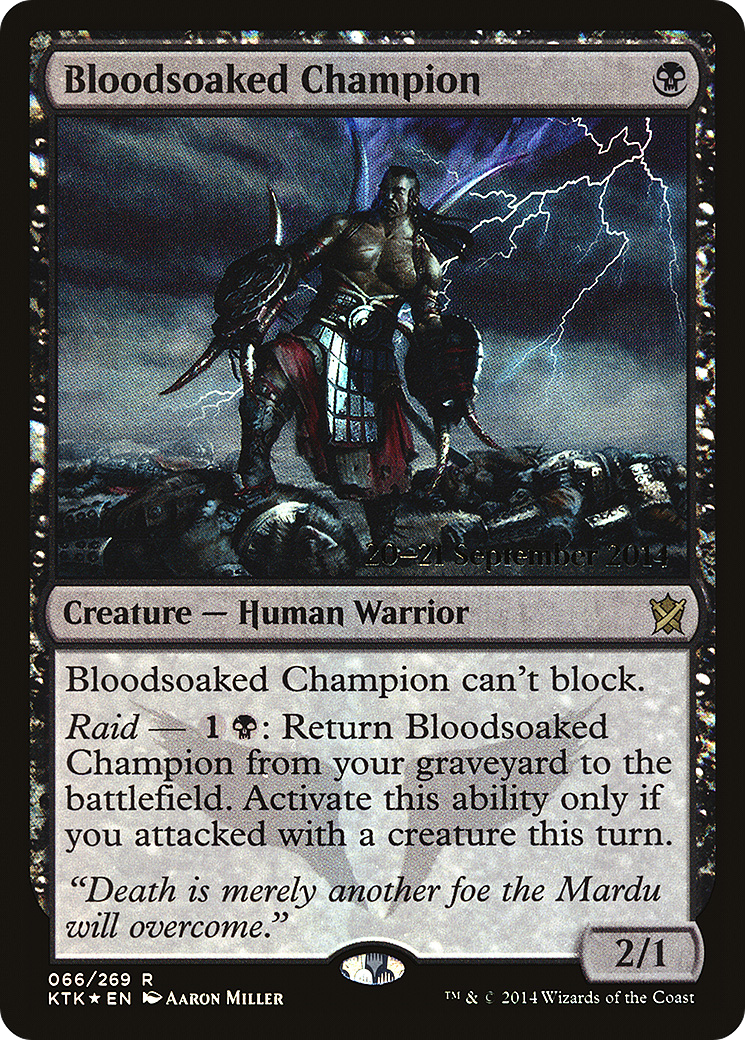 Bloodsoaked Champion
20–21 September 2014
Creature — Human Warrior
Bloodsoaked Champion can't block.
Raid — 1 : Return Bloodsoaked
Champion from your graveyard to the
battlefield. Activate this ability only if
you attacked with a creature this turn.
“Death is merely another foe the Mardu
will overcome.”
2/1
066/269 R
KTK★EN Aaron Miller
™ & © 2014 Wizards of the Coast